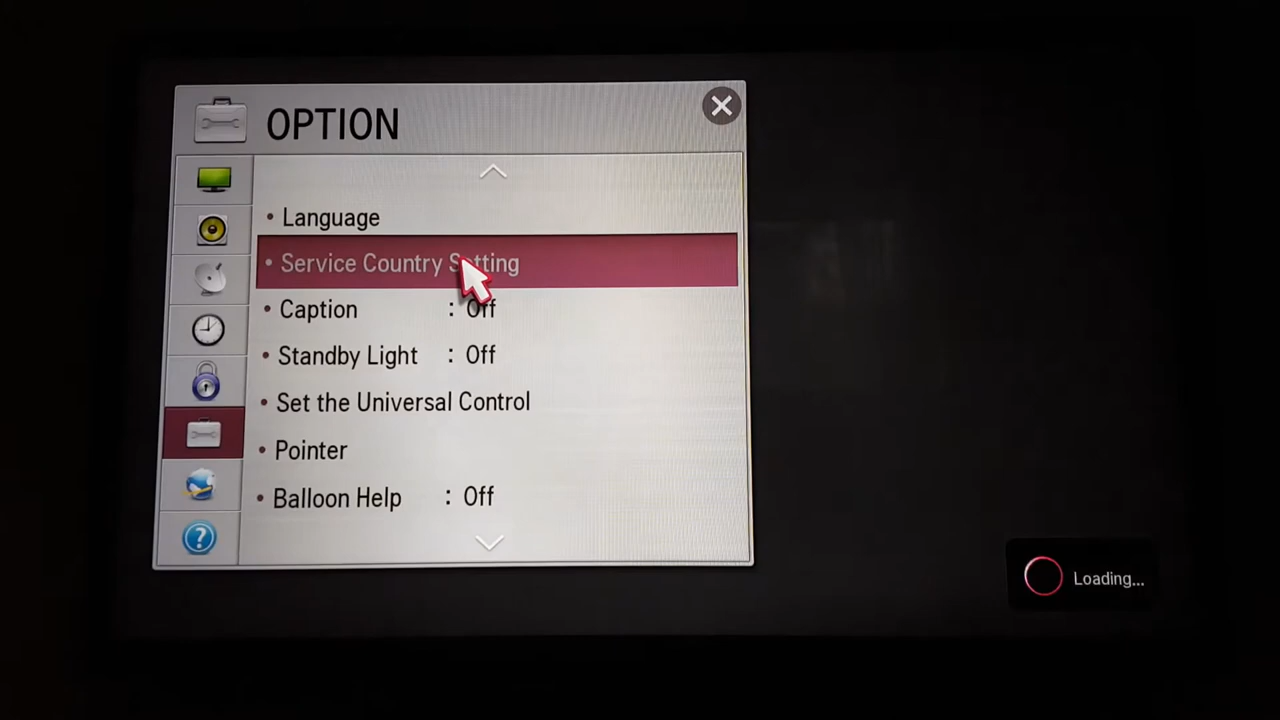 OPTION
• Language
• Service Country Setting
• Caption : Off
• Standby Light : Off
• Set the Universal Control
• Pointer
• Balloon Help : Off
Loading...